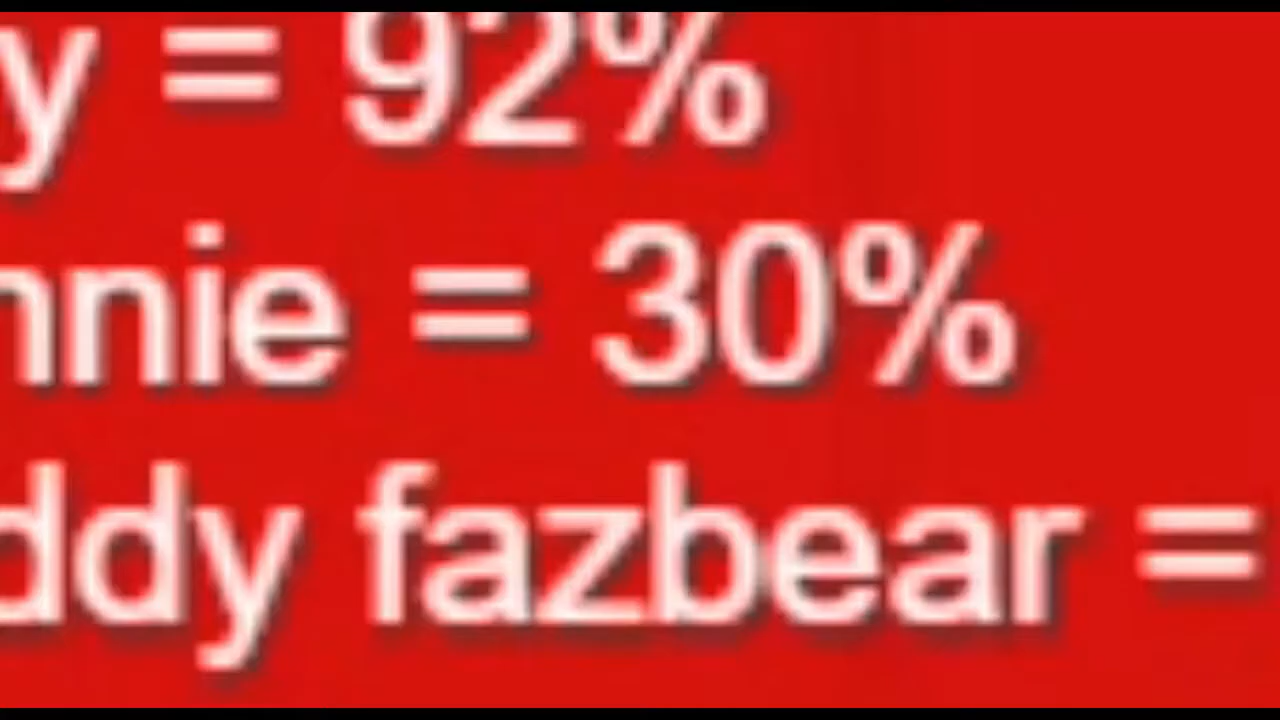 y = 92%
nnie = 30%
ddy fazbear =